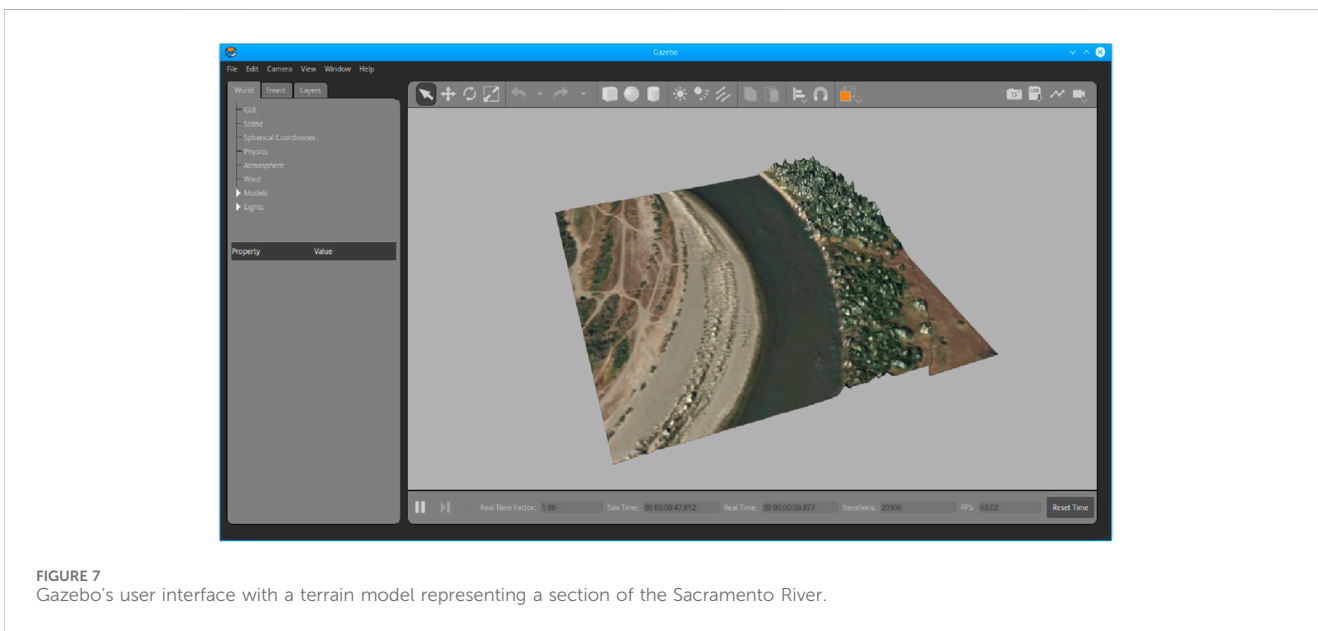 Gazebo
File Edit Camera View Window Help
World Insert Layers
GUI
Scene
Spherical Coordinates
Physics
Atmosphere
Wind
Models
Lights
Property Value
Real Time Factor: 1.00 Sim Time: 00 00:00:47.812 Real Time: 00 00:00:50.877 Iterations: 23906 FPS: 63.02 Reset Time
FIGURE 7
Gazebo’s user interface with a terrain model representing a section of the Sacramento River.